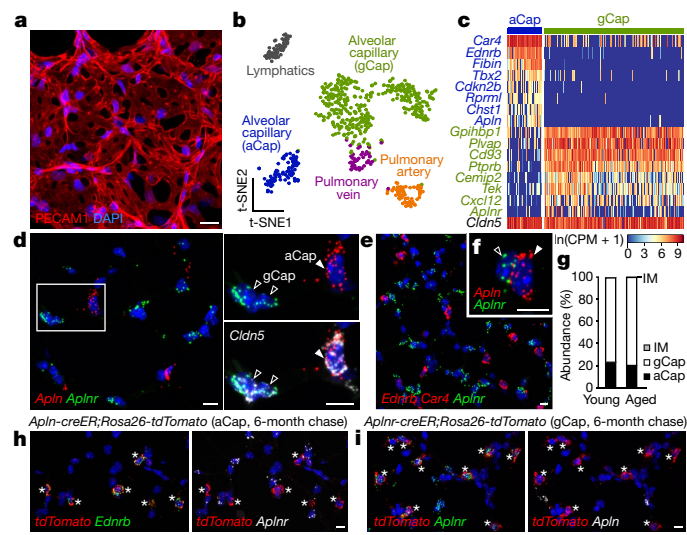 a
PECAM1 DAPI
b
Lymphatics
Alveolar
capillary
(gCap)
Alveolar
capillary
(aCap)
Pulmonary
artery
Pulmonary
vein
t-SNE2
t-SNE1
c
aCap
gCap
Car4
Ednrb
Fibin
Tbx2
Cdkn2b
Rprml
Chst1
Apln
Gpihbp1
Plvap
Cd93
Ptprb
Cemip2
Tek
Cxcl12
Aplnr
Cldn5
ln(CPM + 1)
0 3 6 9
d
Apln Aplnr
aCap
gCap
Cldn5
e
Ednrb Car4 Aplnr
f
Apln
Aplnr
g
Abundance (%)
100
80
60
40
20
0
IM
IM
gCap
aCap
Young Aged
Apln-creER;Rosa26-tdTomato (aCap, 6-month chase)
Aplnr-creER;Rosa26-tdTomato (gCap, 6-month chase)
h
* * * * * *
tdTomato Ednrb
tdTomato Aplnr
i
tdTomato Aplnr
tdTomato Apln